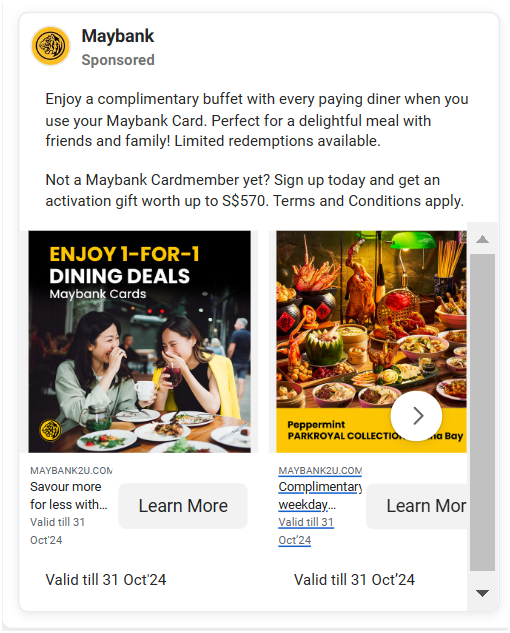 Maybank
Sponsored
Enjoy a complimentary buffet with every paying diner when you
use your Maybank Card. Perfect for a delightful meal with
friends and family! Limited redemptions available.
Not a Maybank Cardmember yet? Sign up today and get an
activation gift worth up to S$570. Terms and Conditions apply.
ENJOY 1-FOR-1
DINING DEALS
Maybank Cards
Peppermint
PARKROYAL COLLECTION Bay
MAYBANK2U.COM
Savour more
for less with...
Valid till 31
Oct'24
Learn More
Valid till 31 Oct'24
MAYBANK2U.COM
Complimentary
weekday...
Valid till 31
Oct'24
Learn Mor
Valid till 31 Oct'24